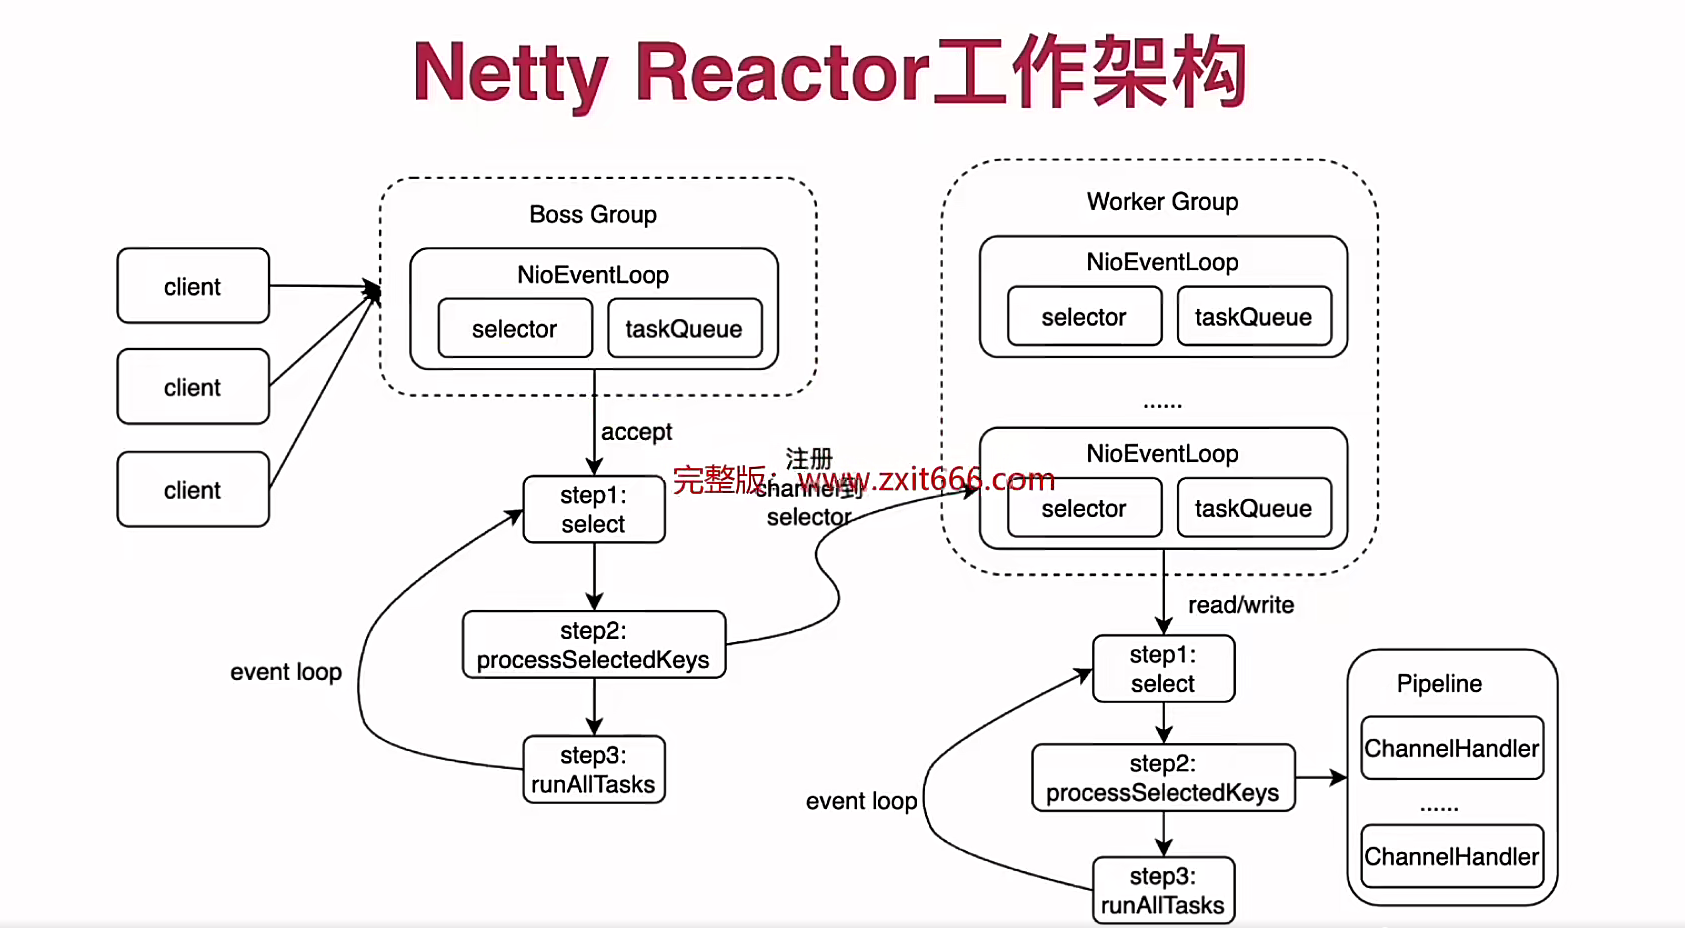 Netty Reactor工作架构
Boss Group
NioEventLoop
selector
taskQueue
client
client
client
accept
step1:
select
step2:
processSelectedKeys
step3:
runAllTasks
event loop
注册
channel到
selector
完整版：www.zxit666.com
Worker Group
NioEventLoop
selector
taskQueue
......
NioEventLoop
selector
taskQueue
read/write
step1:
select
step2:
processSelectedKeys
step3:
runAllTasks
event loop
Pipeline
ChannelHandler
......
ChannelHandler